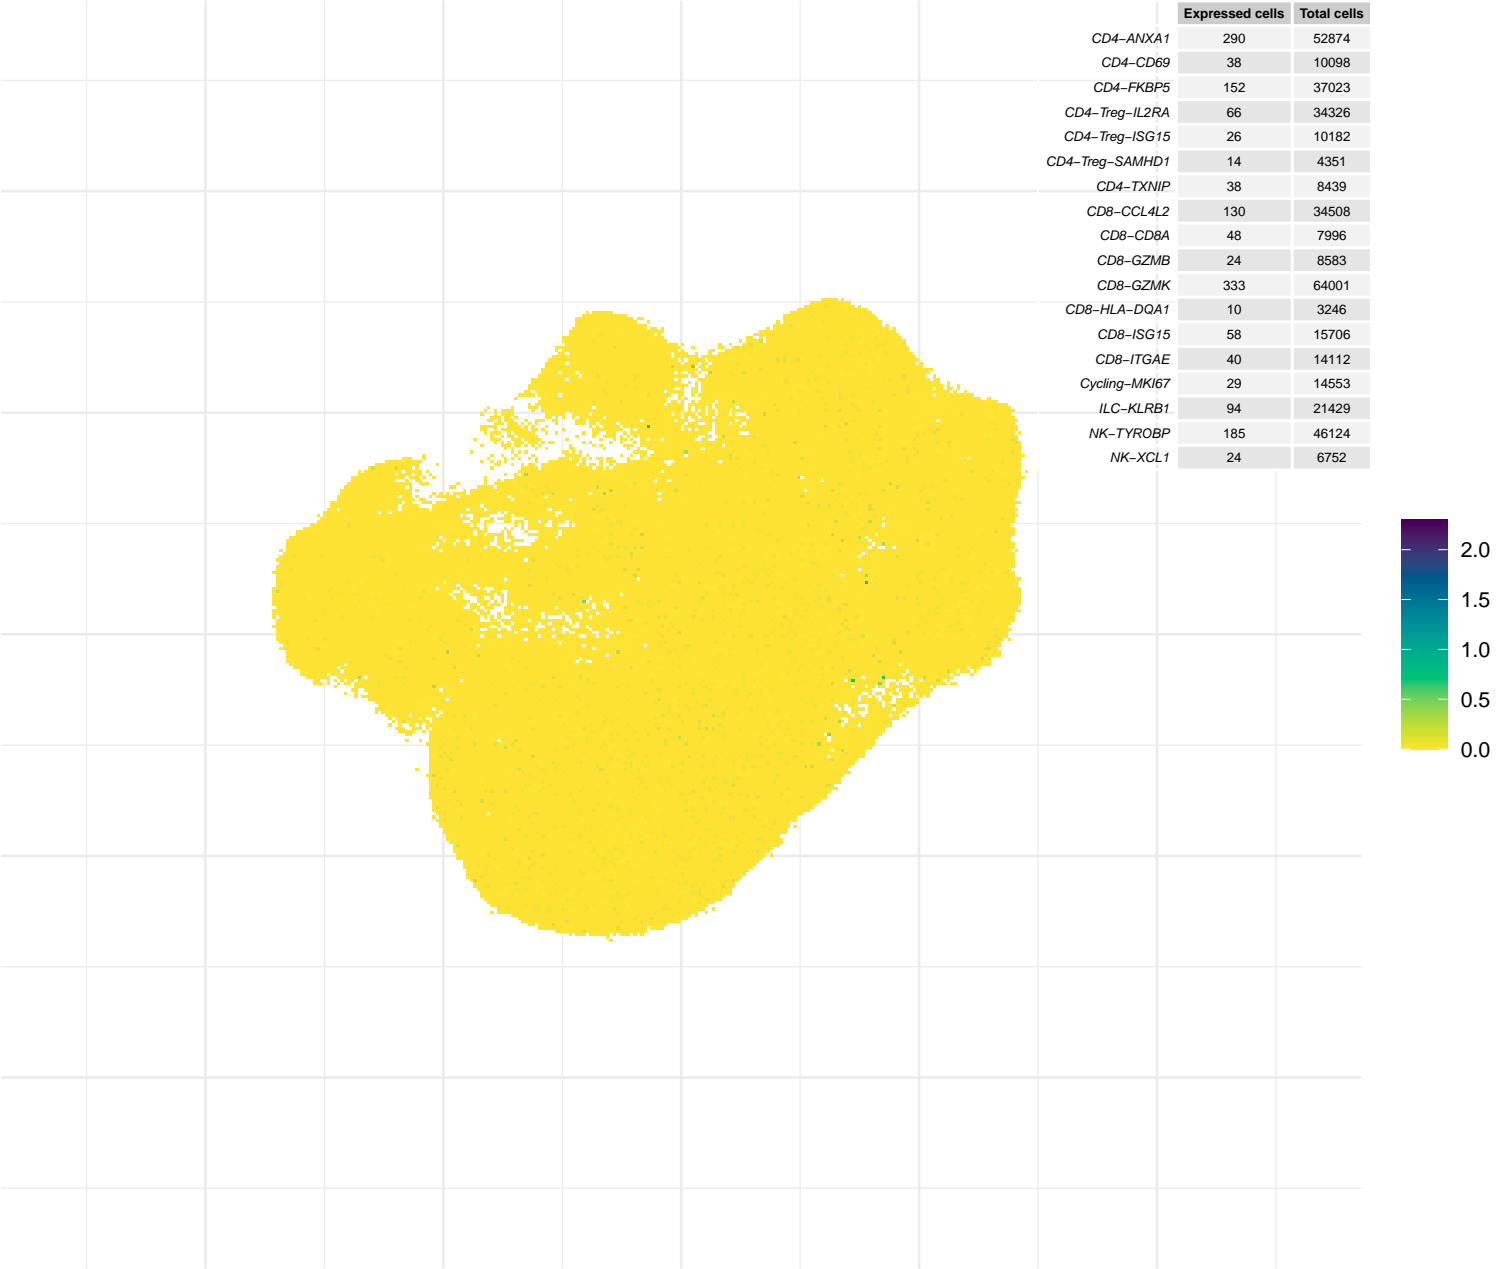 Expressed cells Total cells
CD4−ANXA1 290 52874
CD4−CD69 38 10098
CD4−FKBP5 152 37023
CD4−Treg−IL2RA 66 34326
CD4−Treg−ISG15 26 10182
CD4−Treg−SAMHD1 14 4351
CD4−TXNIP 38 8439
CD8−CCL4L2 130 34508
CD8−CD8A 48 7996
CD8−GZMB 24 8583
CD8−GZMK 333 64001
CD8−HLA−DQA1 10 3246
CD8−ISG15 58 15706
CD8−ITGAE 40 14112
Cycling−MKI67 29 14553
ILC−KLRB1 94 21429
NK−TYROBP 185 46124
NK−XCL1 24 6752
2.0
1.5
1.0
0.5
0.0